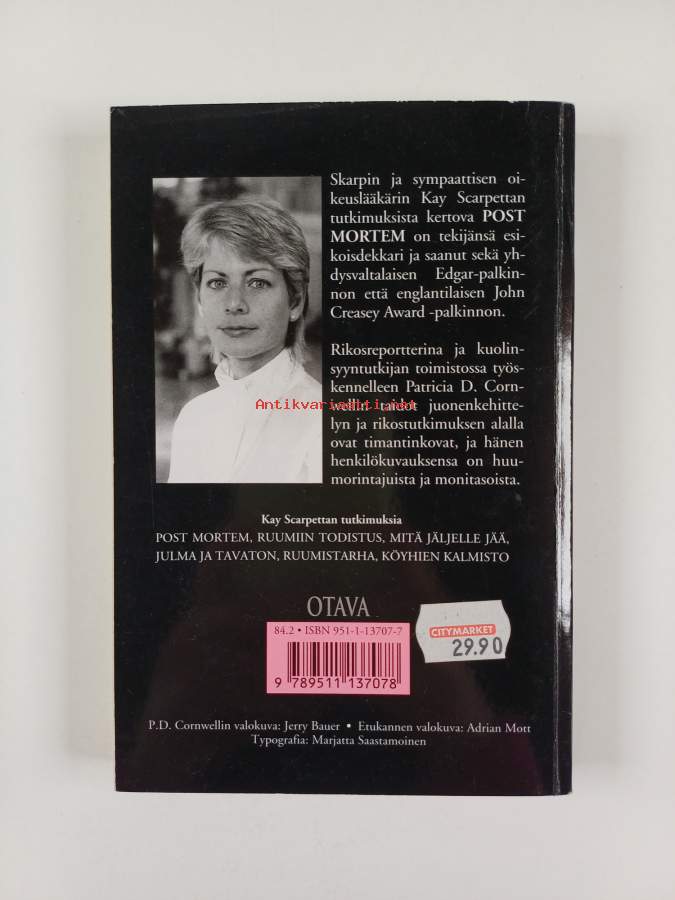 Skarpin ja sympaattisen oi-
keuslääkärin Kay Scarpettan
tutkimuksista kertova POST
MORTEM on tekijänsä esi-
koisdekkari ja saanut sekä yh-
dysvaltalaisen Edgar-palkin-
non että englantilaisen John
Creasey Award -palkinnon.
Rikosreportterina ja kuolin-
syyntutkijan toimistossa työs-
kennelleen Patricia D. Corn-
wellin taidot juonenkehitte-
lyn ja rikostutkimuksen alalla
ovat timantinkovat, ja hänen
henkilökuvauksensa on huu-
morintajuista ja monitasoista.
Antikvariaatti.net
Kay Scarpettan tutkimuksia
POST MORTEM, RUUMIIN TODISTUS, MITÄ JÄLJELLE JÄÄ,
JULMA JA TAVATON, RUUMISTARHA, KÖYHIEN KALMISTO
OTAVA
84.2 • ISBN 951-1-13707-7
9 789511 137078
CITYMARKET
29.90
P.D. Cornwellin valokuva: Jerry Bauer • Etukannen valokuva: Adrian Mott
Typografia: Marjatta Saastamoinen